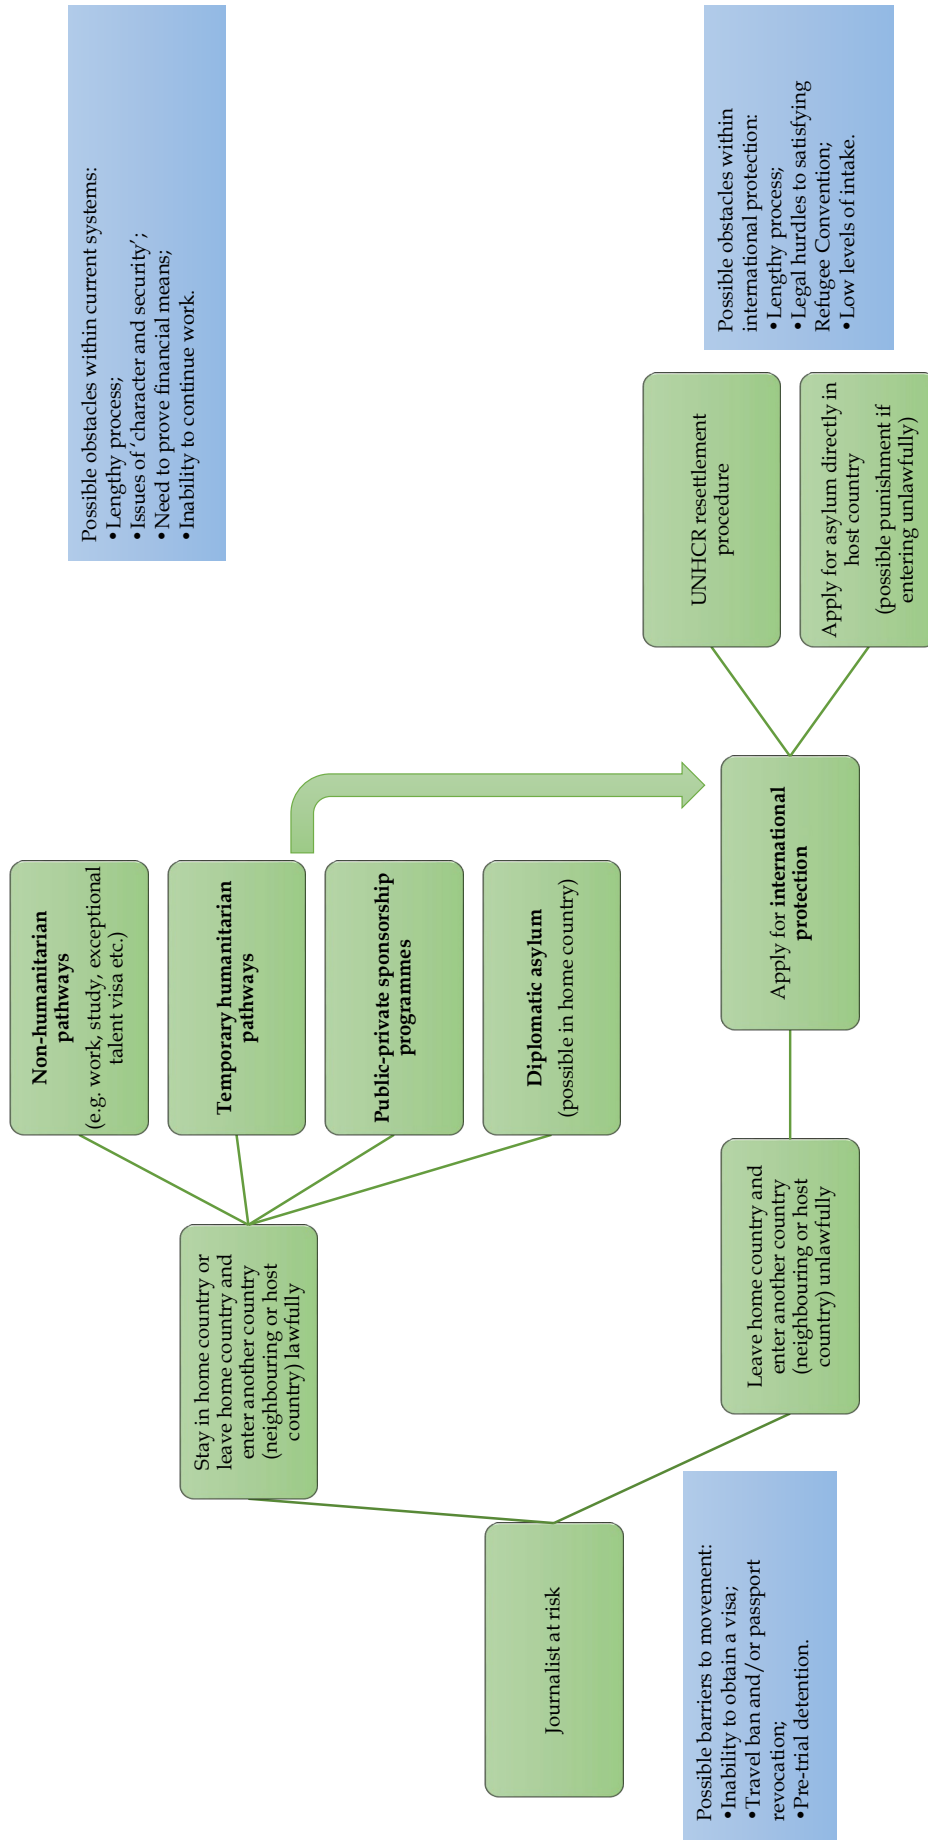 Journalist at risk
Possible barriers to movement:
•Inability to obtain a visa;
•Travel ban and/or passport
revocation;
•Pre-trial detention.
Stay in home country or
leave home country and
enter another country
(neighbouring or host
country) lawfully
Non-humanitarian
pathways
(e.g. work, study, exceptional
talent visa etc.)
Temporary humanitarian
pathways
Public-private sponsorship
programmes
Diplomatic asylum
(possible in home country)
Possible obstacles within current systems:
•Lengthy process;
•Issues of ‘character and security’;
•Need to prove financial means;
•Inability to continue work.
Leave home country and
enter another country
(neighbouring or host
country) unlawfully
Apply for international
protection
UNHCR resettlement
procedure
Apply for asylum directly in
host country
(possible punishment if
entering unlawfully)
Possible obstacles within
international protection:
•Lengthy process;
•Legal hurdles to satisfying
Refugee Convention;
•Low levels of intake.